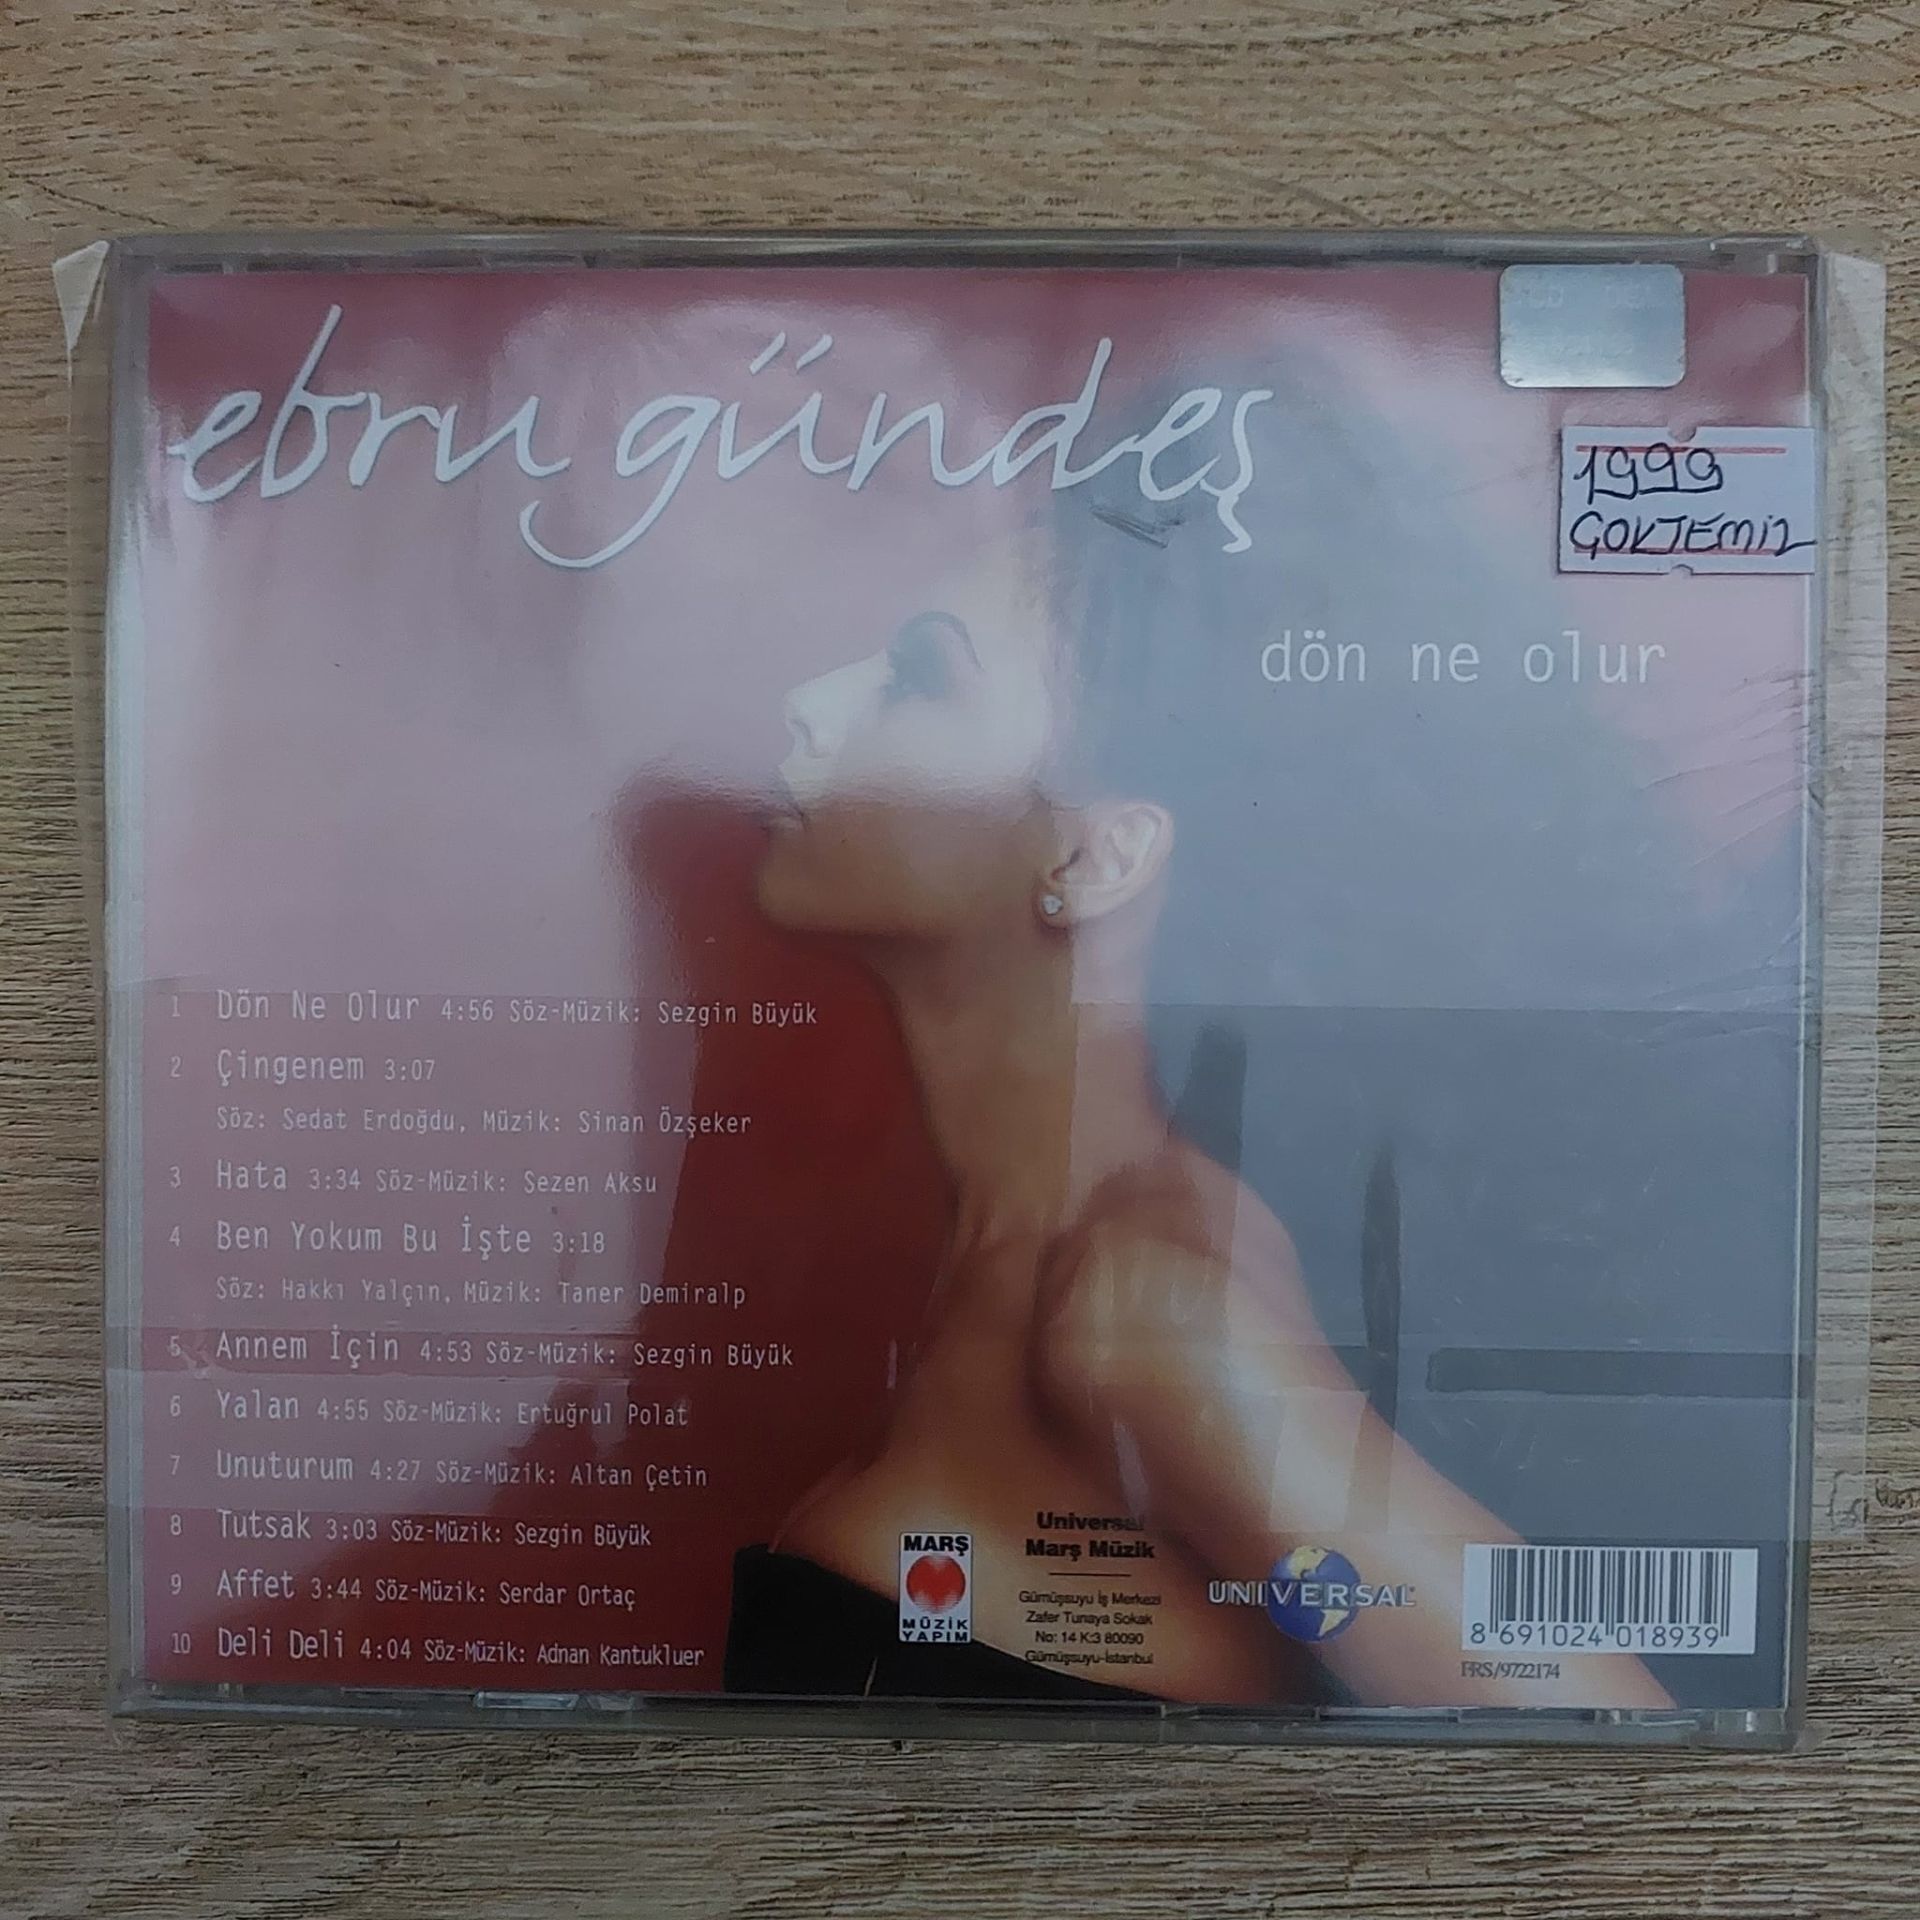 ebru gündeş
1999
ÇOKTEMİZ
dön ne olur
1 Dön Ne Olur 4:56 Söz-Müzik: Sezgin Büyük
2 Çingenem 3:07
Söz: Sedat Erdoğdu, Müzik: Sinan Özşeker
3 Hata 3:34 Söz-Müzik: Sezen Aksu
4 Ben Yokum Bu İşte 3:18
Söz: Hakkı Yalçın, Müzik: Taner Demiralp
5 Annem İçin 4:53 Söz-Müzik: Sezgin Büyük
6 Yalan 4:55 Söz-Müzik: Ertuğrul Polat
7 Unuturum 4:27 Söz-Müzik: Altan Çetin
8 Tutsak 3:03 Söz-Müzik: Sezgin Büyük
9 Affet 3:44 Söz-Müzik: Serdar Ortaç
10 Deli Deli 4:04 Söz-Müzik: Adnan Kantukluer
MARŞ
MÜZİK
YAPIM
Universal
Marş Müzik
Gümüşsuyu İş Merkezi
Zafer Tunaya Sokak
No: 14 K:3 80090
Gümüşsuyu-İstanbul
UNIVERSAL
8 691024 018939
FRS/9722174